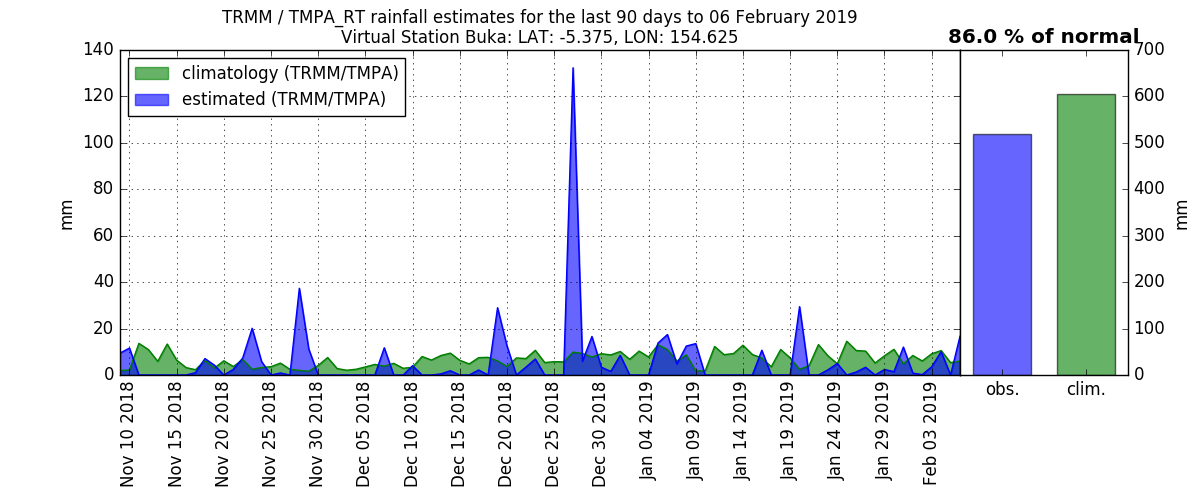 TRMM / TMPA_RT rainfall estimates for the last 90 days to 06 February 2019
Virtual Station Buka: LAT: -5.375, LON: 154.625
86.0 % of normal
climatology (TRMM/TMPA)
estimated (TRMM/TMPA)
mm
140
120
100
80
60
40
20
0
Nov 10 2018
Nov 15 2018
Nov 20 2018
Nov 25 2018
Nov 30 2018
Dec 05 2018
Dec 10 2018
Dec 15 2018
Dec 20 2018
Dec 25 2018
Dec 30 2018
Jan 04 2019
Jan 09 2019
Jan 14 2019
Jan 19 2019
Jan 24 2019
Jan 29 2019
Feb 03 2019
obs.
clim.
700
600
500
400
300
200
100
0
mm